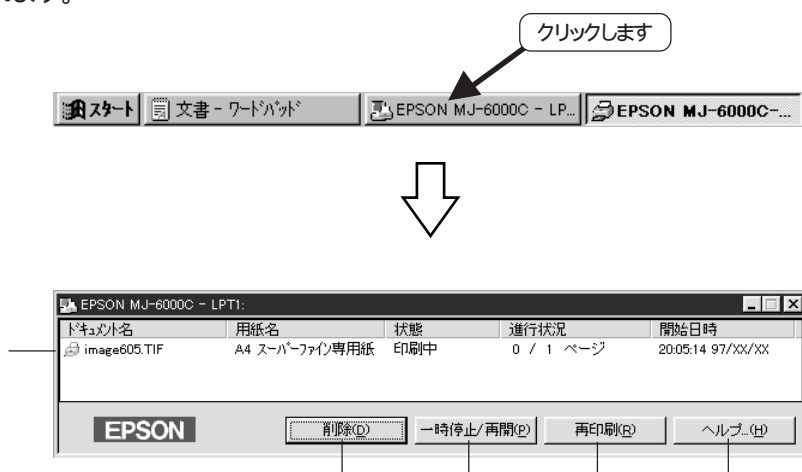 ます。
クリックします
スタート 文書 - ワードパッド EPSON MJ-6000C - LP... EPSON MJ-6000C-...
EPSON MJ-6000C - LPT1:
ドキュメント名 用紙名 状態 進行状況 開始日時
image605.TIF A4 スーパーファイン専用紙 印刷中 0 / 1 ページ 20:05:14 97/XX/XX
EPSON 削除(D) 一時停止/再開(P) 再印刷(R) ヘルプ...(H)